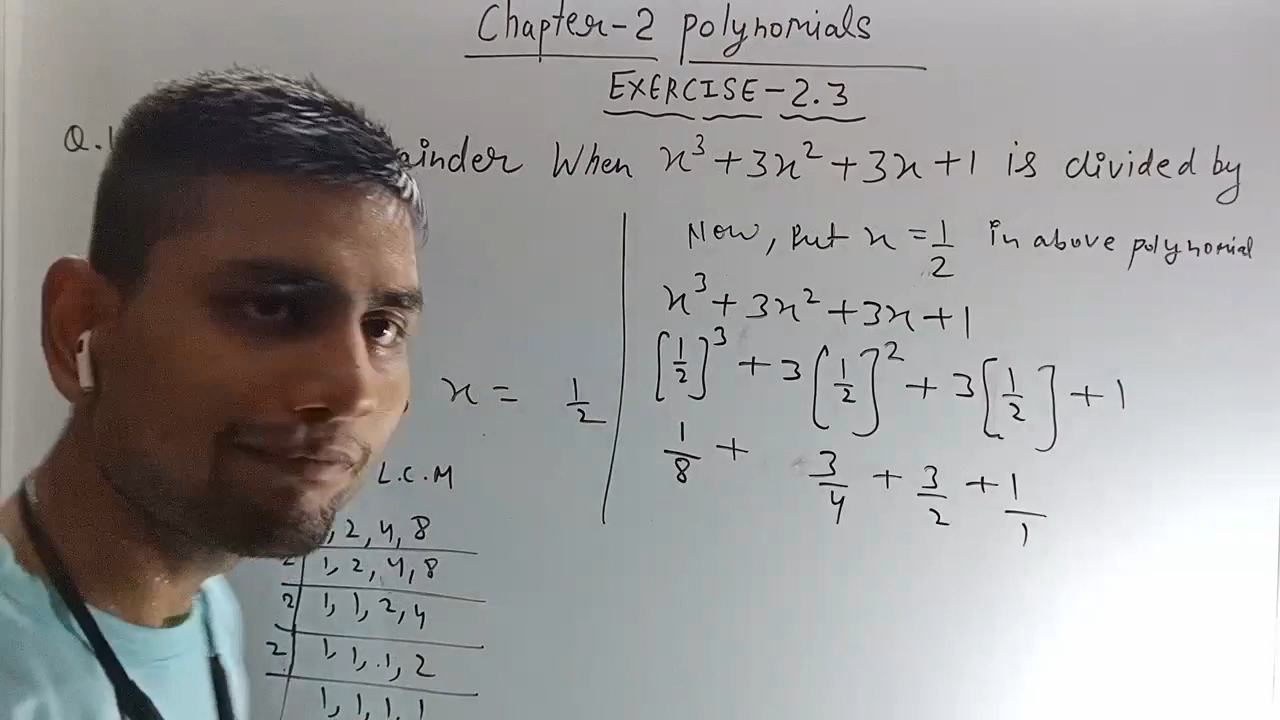 Chapter-2 polynomials
EXERCISE-2.3
Q.1 ainder When x³+3x²+3x+1 is divided by
Now, Put x = 1/2 in above polynomial
x³+3x²+3x+1
[1/2]³ + 3[1/2]² + 3[1/2] + 1
1/8 + 3/4 + 3/2 + 1/1
x = 1/2
L.C.M
, 2, 4, 8
2 1, 2, 4, 8
2 1, 1, 2, 4
2 1, 1, 1, 2
1, 1, 1, 1